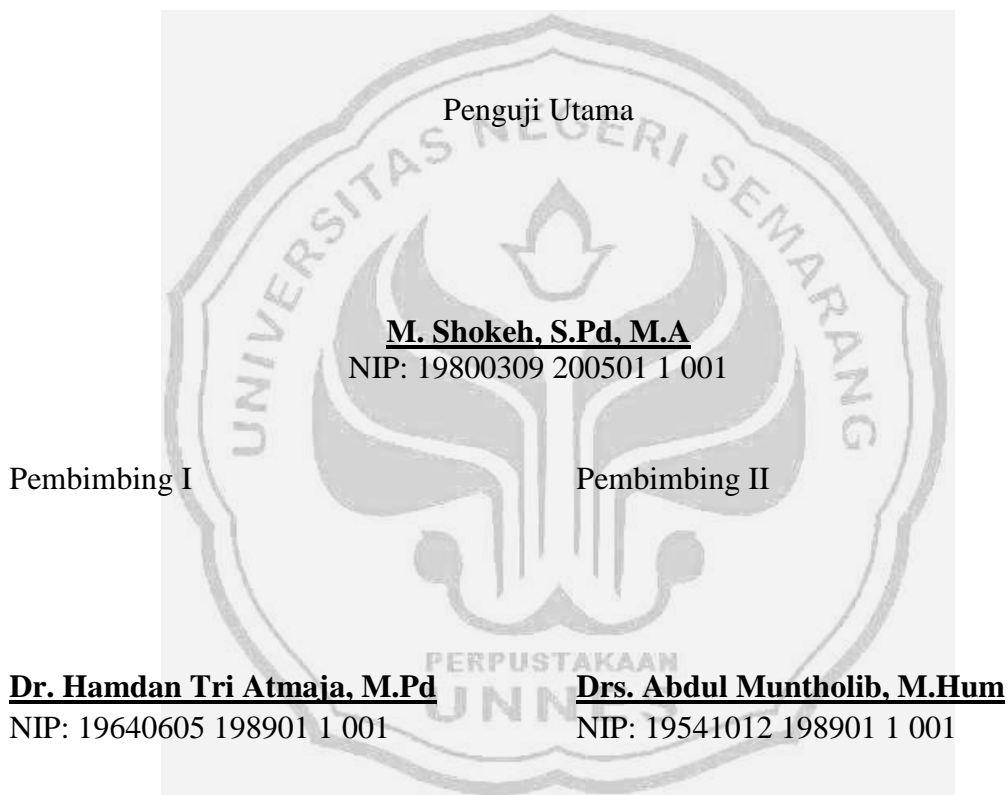 Penguji Utama
UNIVERSITAS NEGERI SEMARANG
M. Shokeh, S.Pd, M.A
NIP: 19800309 200501 1 001
Pembimbing I
Pembimbing II
Dr. Hamdan Tri Atmaja, M.Pd
Drs. Abdul Muntholib, M.Hum
NIP: 19640605 198901 1 001
NIP: 19541012 198901 1 001
PERPUSTAKAAN
UNNES